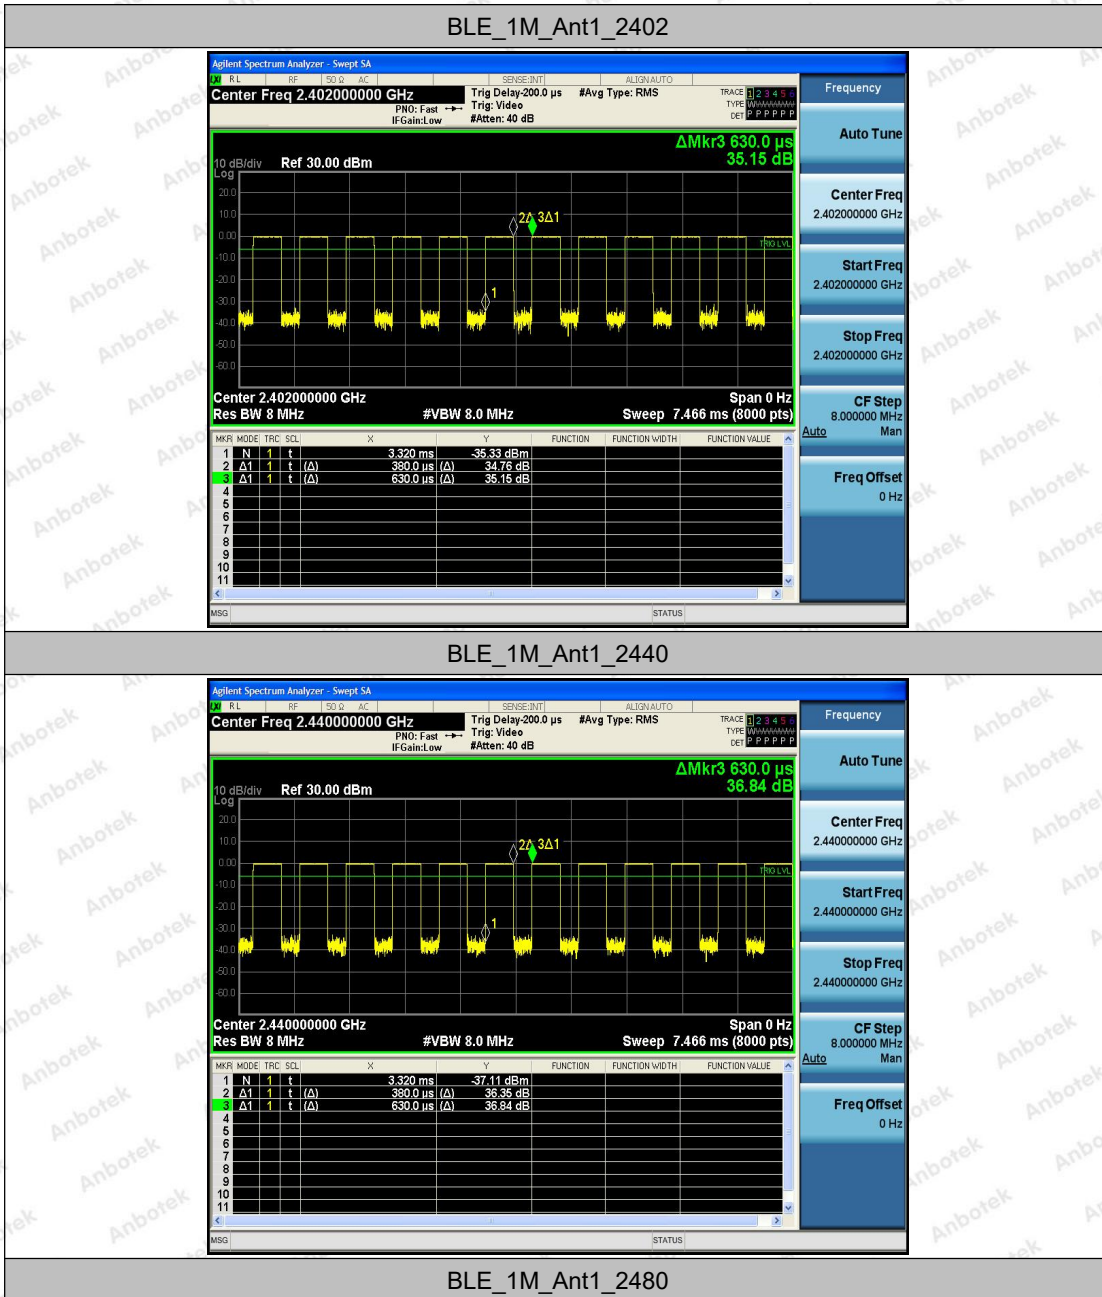 BLE_1M_Ant1_2402
Agilent Spectrum Analyzer - Swept SA
LXI RL RF 50 Ω AC SENSE:INT ALIGNAUTO
Center Freq 2.402000000 GHz
PNO: Fast
IFGain:Low
Trig Delay-200.0 µs #Avg Type: RMS
Trig: Video
#Atten: 40 dB
TRACE 1 2 3 4 5 6
TYPE W
DET P P P P P P
ΔMkr3 630.0 µs
35.15 dB
10 dB/div Ref 30.00 dBm
Log
20.0
10.0
0.00
-10.0
-20.0
-30.0
-40.0
-50.0
-60.0
2Δ 3Δ1
1
TRIG LVL
Center 2.402000000 GHz Span 0 Hz
Res BW 8 MHz #VBW 8.0 MHz Sweep 7.466 ms (8000 pts)
MKR MODE TRC SCL X Y FUNCTION FUNCTION WIDTH FUNCTION VALUE
1 N 1 t 3.320 ms -35.33 dBm
2 Δ1 1 t (Δ) 380.0 µs (Δ) 34.76 dB
3 Δ1 1 t (Δ) 630.0 µs (Δ) 35.15 dB
4
5
6
7
8
9
10
11
MSG STATUS
Frequency
Auto Tune
Center Freq
2.402000000 GHz
Start Freq
2.402000000 GHz
Stop Freq
2.402000000 GHz
CF Step
8.000000 MHz
Auto Man
Freq Offset
0 Hz
BLE_1M_Ant1_2440
Agilent Spectrum Analyzer - Swept SA
LXI RL RF 50 Ω AC SENSE:INT ALIGNAUTO
Center Freq 2.440000000 GHz
PNO: Fast
IFGain:Low
Trig Delay-200.0 µs #Avg Type: RMS
Trig: Video
#Atten: 40 dB
TRACE 1 2 3 4 5 6
TYPE W
DET P P P P P P
ΔMkr3 630.0 µs
36.84 dB
10 dB/div Ref 30.00 dBm
Log
20.0
10.0
0.00
-10.0
-20.0
-30.0
-40.0
-50.0
-60.0
2Δ 3Δ1
1
TRIG LVL
Center 2.440000000 GHz Span 0 Hz
Res BW 8 MHz #VBW 8.0 MHz Sweep 7.466 ms (8000 pts)
MKR MODE TRC SCL X Y FUNCTION FUNCTION WIDTH FUNCTION VALUE
1 N 1 t 3.320 ms -37.11 dBm
2 Δ1 1 t (Δ) 380.0 µs (Δ) 36.35 dB
3 Δ1 1 t (Δ) 630.0 µs (Δ) 36.84 dB
4
5
6
7
8
9
10
11
MSG STATUS
Frequency
Auto Tune
Center Freq
2.440000000 GHz
Start Freq
2.440000000 GHz
Stop Freq
2.440000000 GHz
CF Step
8.000000 MHz
Auto Man
Freq Offset
0 Hz
BLE_1M_Ant1_2480